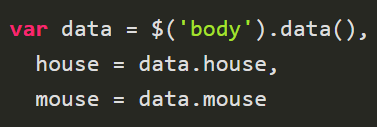 var data = $('body').data(),
  house = data.house,
  mouse = data.mouse